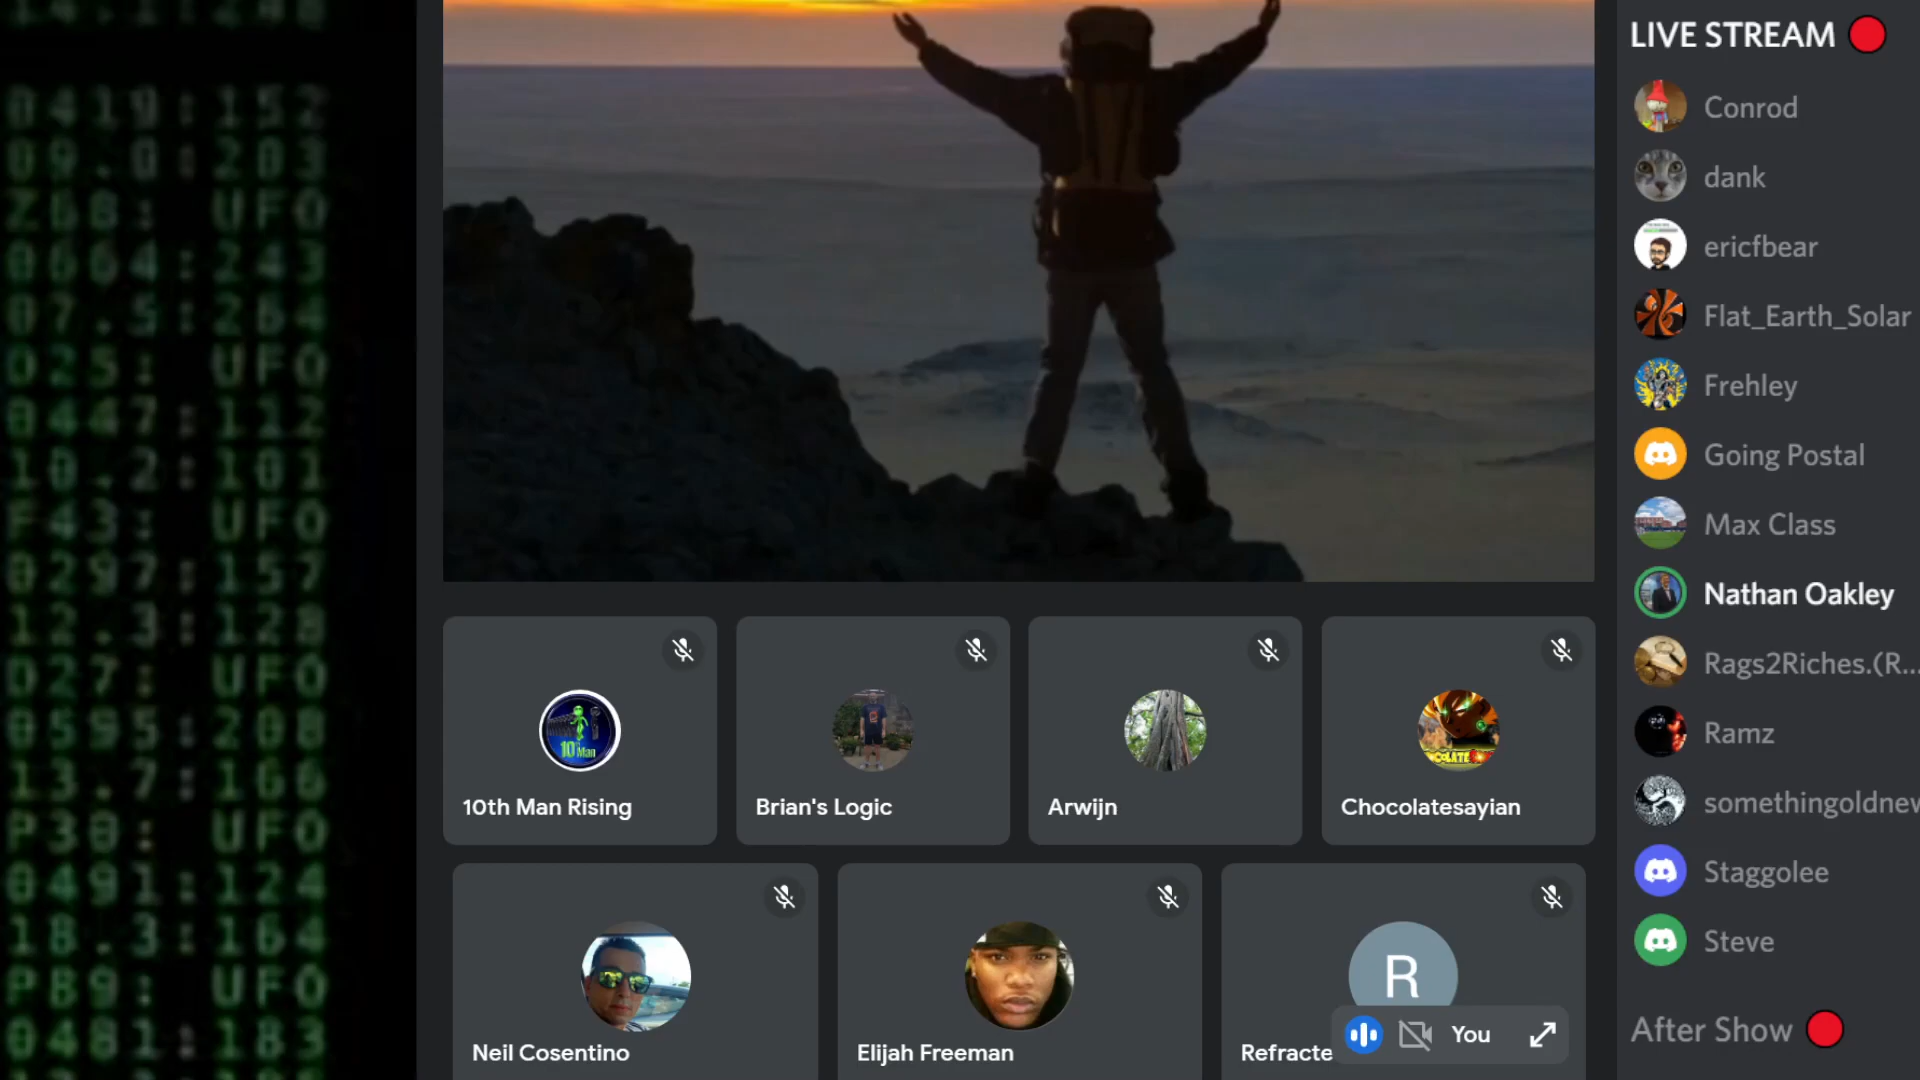 0419:152
09.0:203
Z68: UFO
0664:243
07.5:264
D25: UFO
0447:112
10.2:101
F43: UFO
0297:157
12.3:128
D27: UFO
0595:208
13.7:166
P38: UFO
0491:124
18.3:164
PB9: UFO
0481:183
10th Man Rising
Brian's Logic
Arwijn
Chocolatesayian
Neil Cosentino
Elijah Freeman
R
Refracte
You
LIVE STREAM
Conrod
dank
ericfbear
Flat_Earth_Solar
Frehley
Going Postal
Max Class
Nathan Oakley
Rags2Riches.(R...
Ramz
somethingoldnew
Staggolee
Steve
After Show